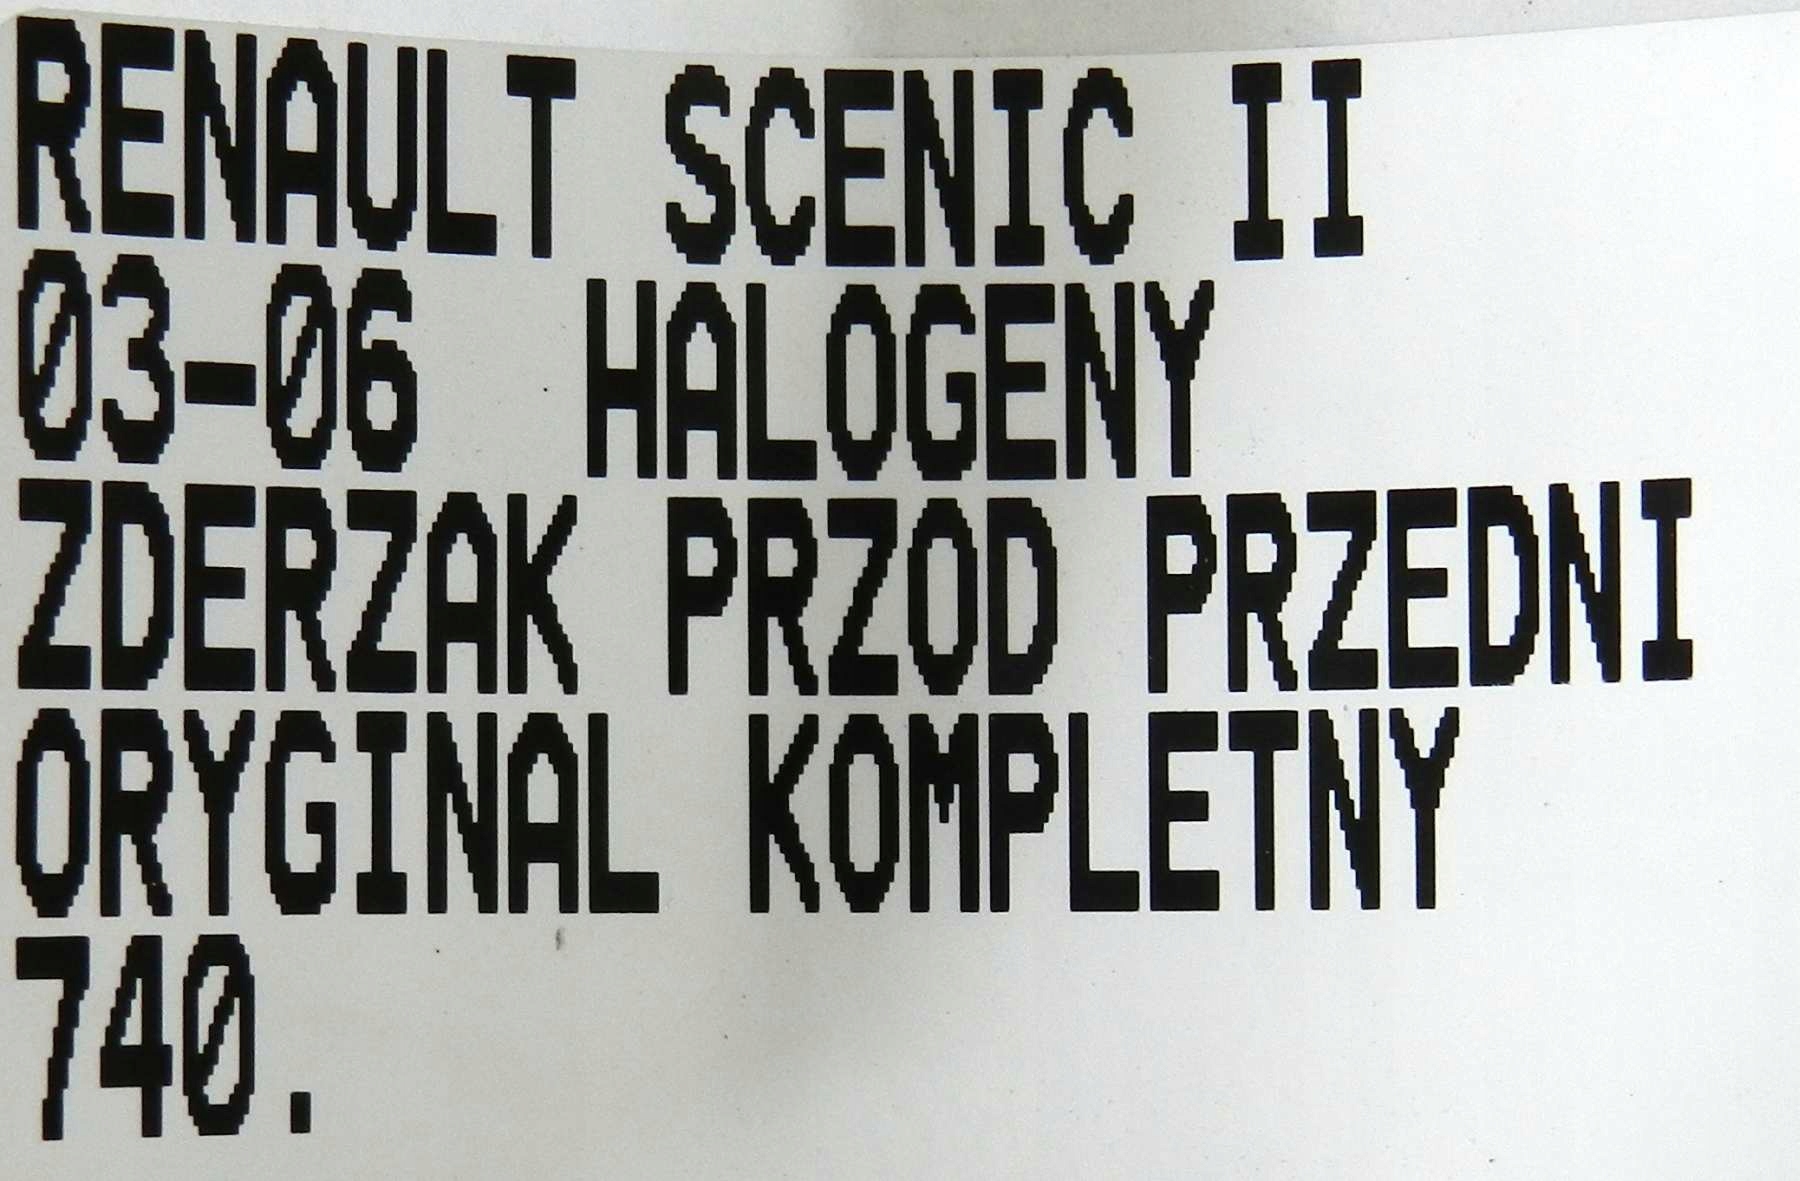 RENAULT SCENIC II
03-06 HALOGENY
ZDERZAK PRZOD PRZEDNI
ORYGINAL KOMPLETNY
740.